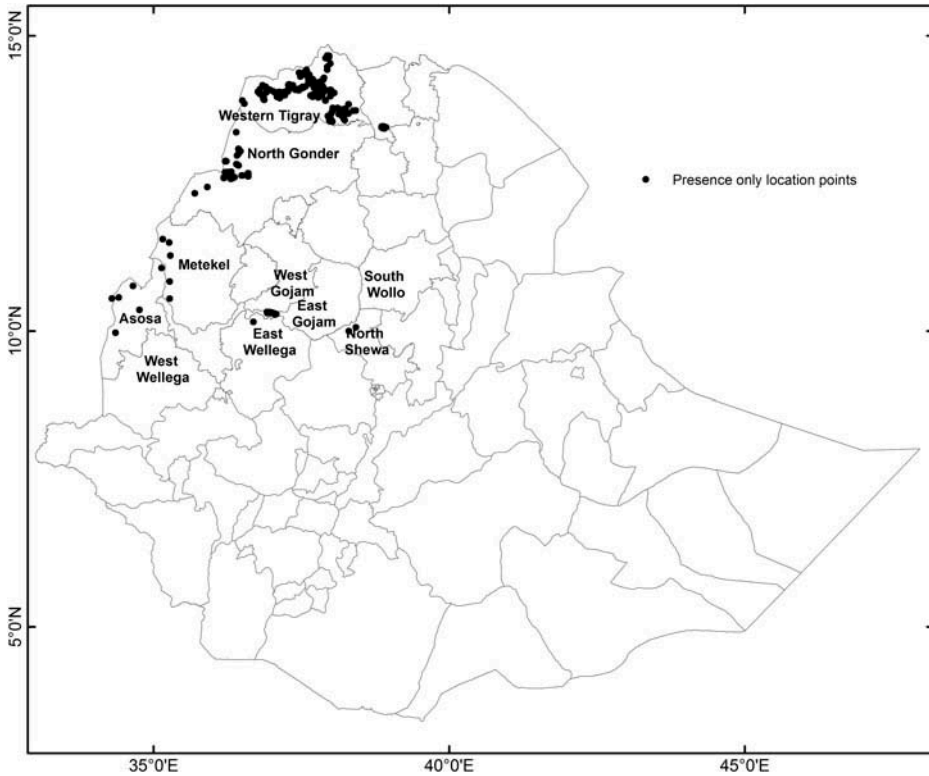 15°0'N
Western Tigray
North Gonder
Presence only location points
Metekel
West
Gojam
South
Wollo
East
Gojam
Asosa
10°0'N
East
Wellega
North
Shewa
West
Wellega
5°0'N
35°0'E
40°0'E
45°0'E